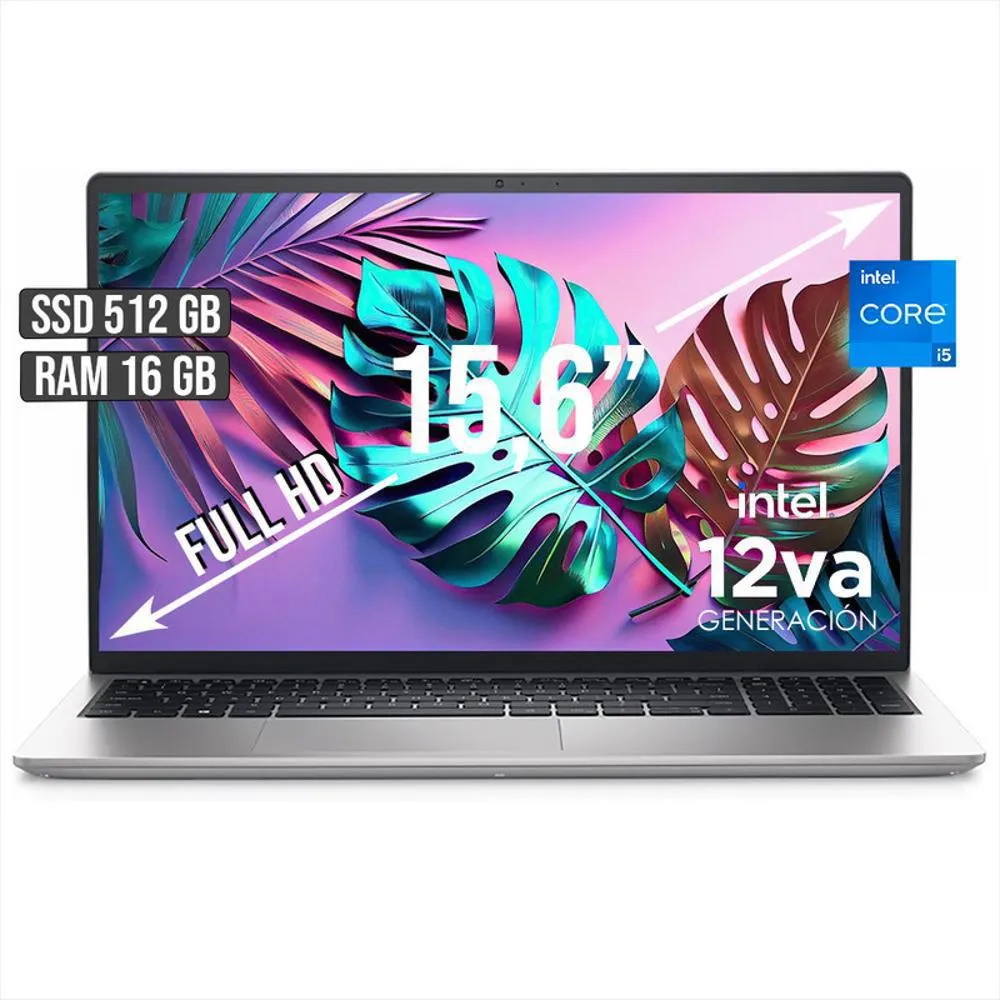 SSD 512 GB
RAM 16 GB
15,6”
FULL HD
intel.
CORE
i5
intel.
12va
GENERACIÓN